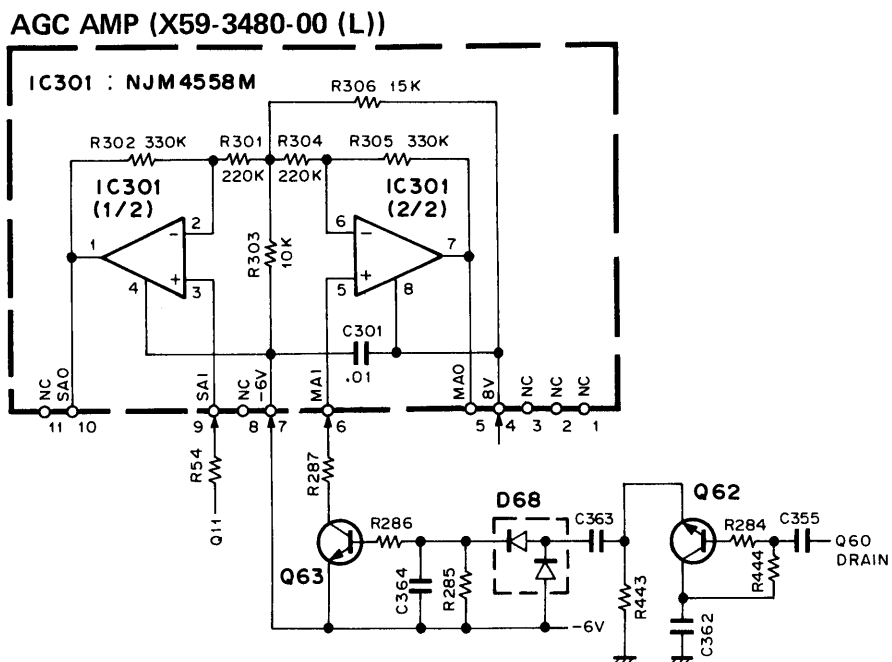 AGC AMP (X59-3480-00 (L))
IC301 : NJM4558M
R306 15K
R302 330K
R301
220K
R304
220K
R305 330K
IC301
(1/2)
IC301
(2/2)
2
6
1
7
R303
10K
4
3
5
8
-
+
-
+
C301
.01
NC
SAO
SAI
NC
-6V
MAI
MAO
8V
NC
NC
NC
11
10
9
8
7
6
5
4
3
2
1
R54
R287
Q11
Q63
R286
C364
R285
D68
C363
-6V
R443
Q62
R284
C355
R444
C362
Q60
DRAIN